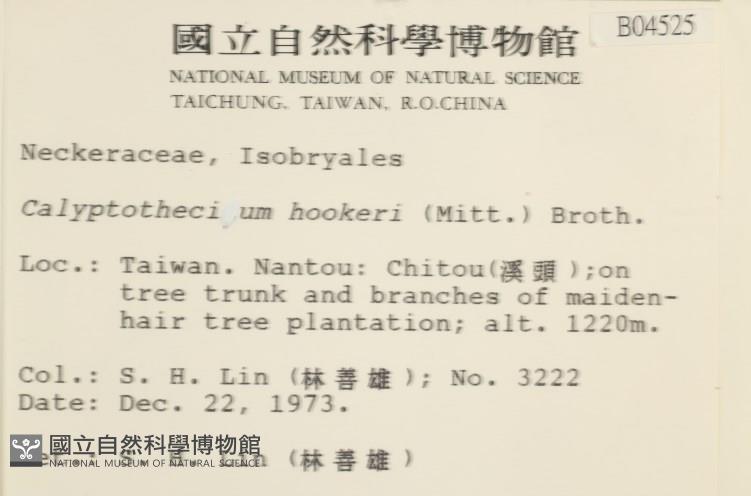 國立自然科學博物館
B04525
NATIONAL MUSEUM OF NATURAL SCIENCE
TAICHUNG, TAIWAN, R.O.CHINA
Neckeraceae, Isobryales
Calyptotheci um hookeri (Mitt.) Broth.
Loc.: Taiwan. Nantou: Chitou(溪頭);on
tree trunk and branches of maiden-
hair tree plantation; alt. 1220m.
Col.: S. H. Lin (林善雄); No. 3222
Date: Dec. 22, 1973.
國立自然科學博物館
NATIONAL MUSEUM OF NATURAL SCIENCE
S. H. Lin (林善雄)